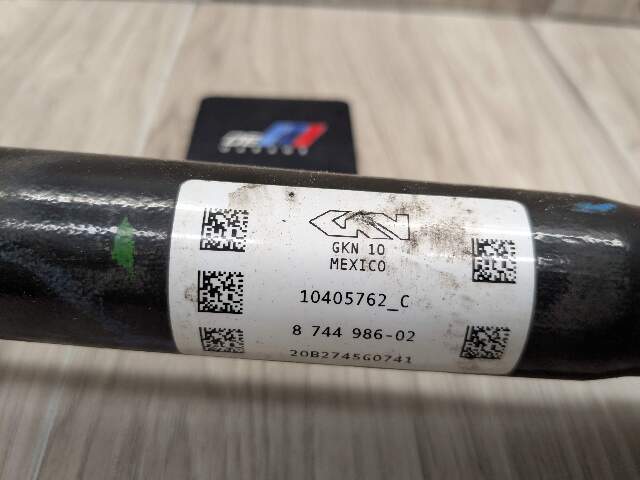 GKN
GKN 10
MEXICO
10405762_C
8 744 986-02
20B274560741